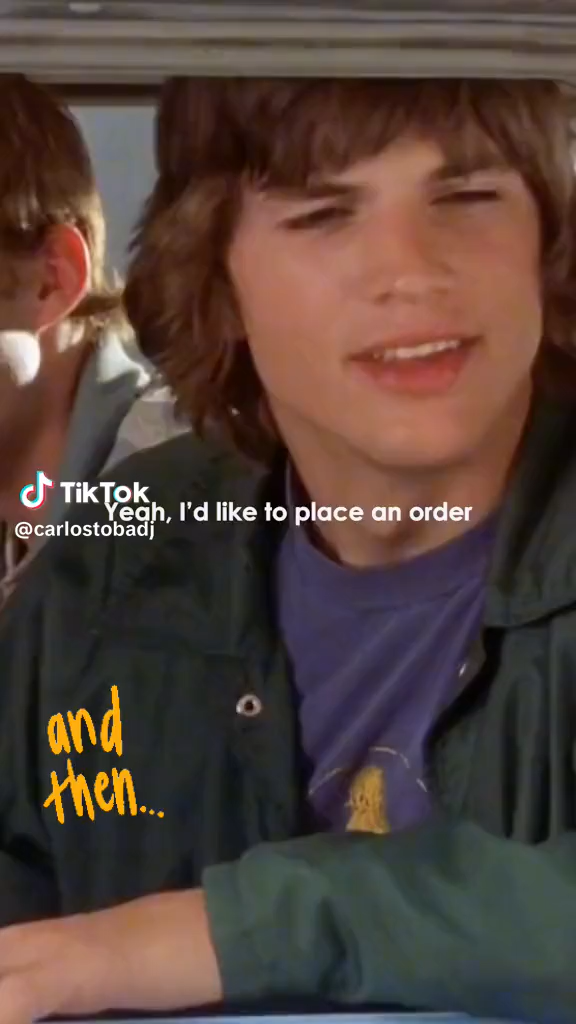 TikTok
Yeah, I'd like to place an order
@carlostobadj
and
then...